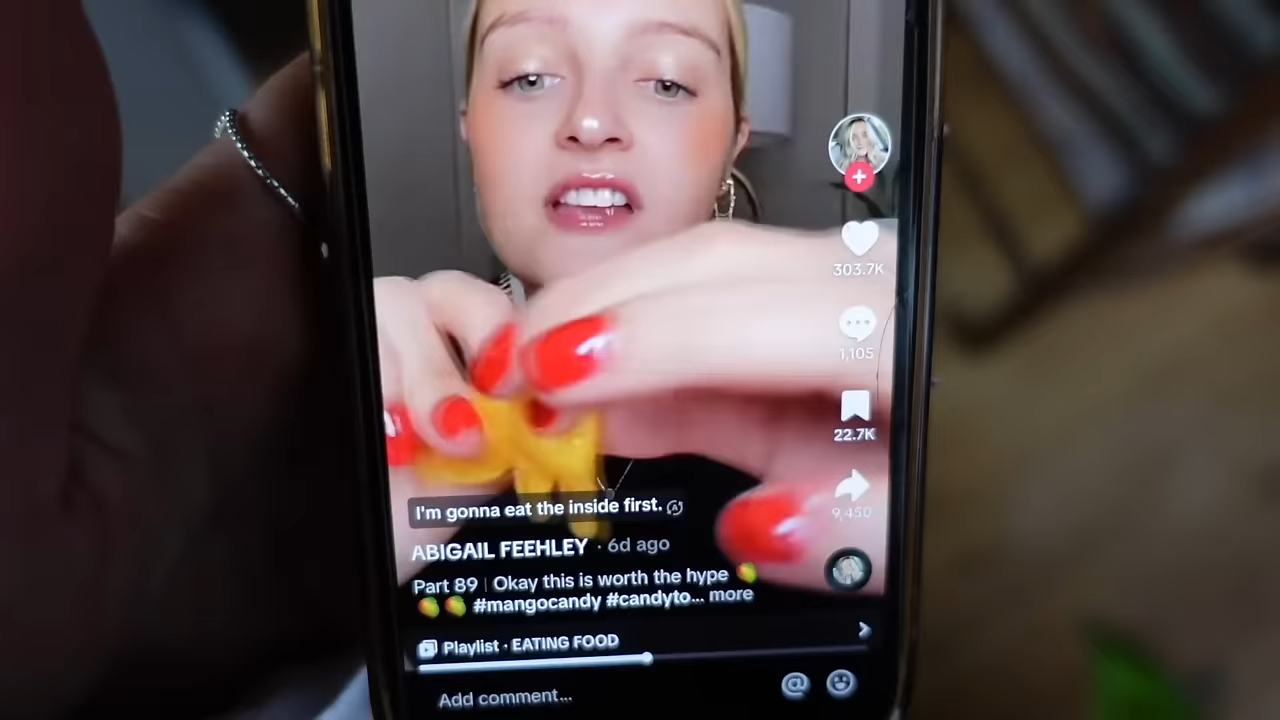 303.7K
1,105
22.7K
9,450
I'm gonna eat the inside first.
ABIGAIL FEEHLEY · 6d ago
Part 89 | Okay this is worth the hype
#mangocandy #candyto... more
Playlist · EATING FOOD
Add comment...